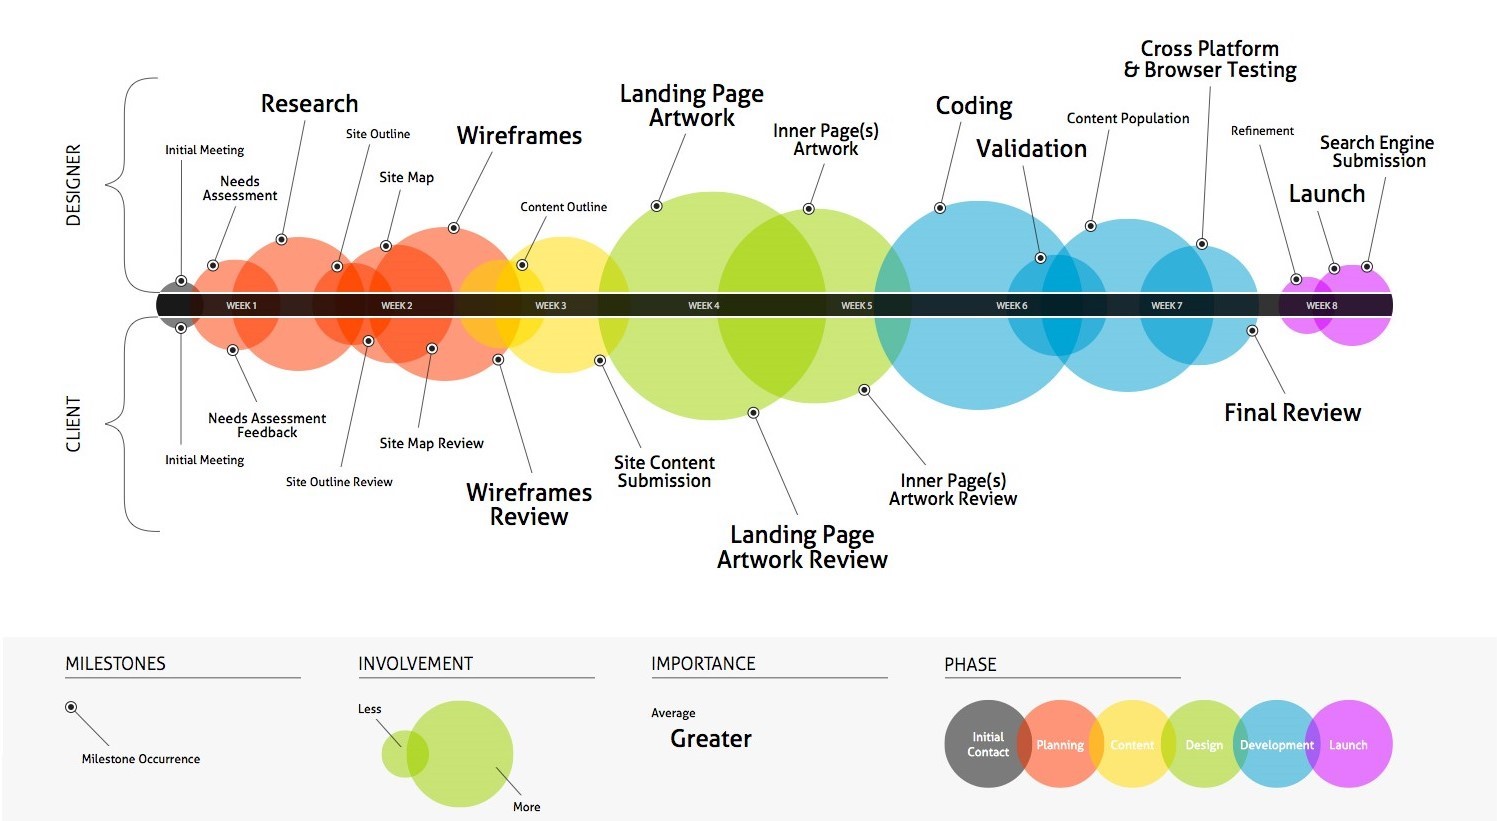 Cross Platform
& Browser Testing
Landing Page
Artwork
Research
Coding
Content Population
Inner Page(s)
Artwork
Refinement
Site Outline
Wireframes
Search Engine
Submission
Validation
Initial Meeting
Site Map
Needs
Assessment
Launch
Content Outline
DESIGNER
WEEK 1
WEEK 2
WEEK 3
WEEK 4
WEEK 5
WEEK 6
WEEK 7
WEEK 8
CLIENT
Needs Assessment
Feedback
Final Review
Site Map Review
Initial Meeting
Site Content
Submission
Site Outline Review
Inner Page(s)
Artwork Review
Wireframes
Review
Landing Page
Artwork Review
MILESTONES
Milestone Occurrence
INVOLVEMENT
Less
More
IMPORTANCE
Average
Greater
PHASE
Initial
Contact
Planning
Content
Design
Development
Launch